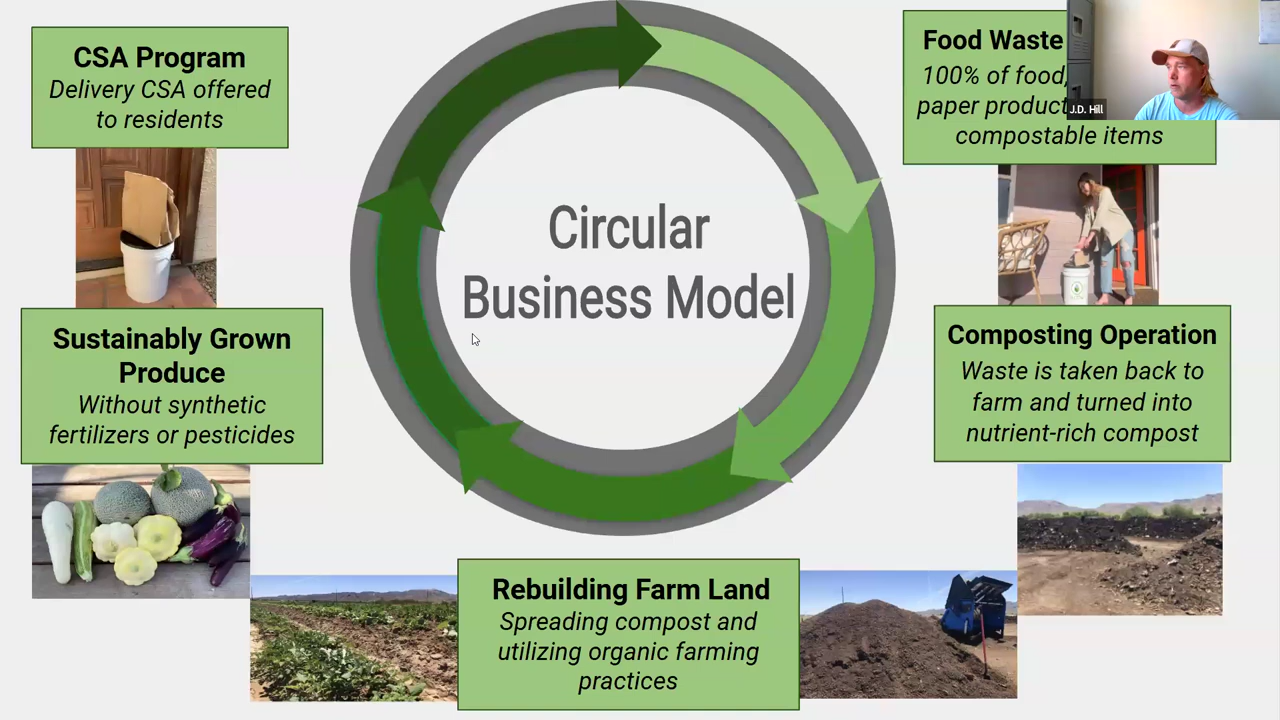 CSA Program
Delivery CSA offered
to residents
Food Waste
100% of food,
paper product
compostable items
J.D. Hill
Circular
Business Model
Sustainably Grown
Produce
Without synthetic
fertilizers or pesticides
Composting Operation
Waste is taken back to
farm and turned into
nutrient-rich compost
Rebuilding Farm Land
Spreading compost and
utilizing organic farming
practices